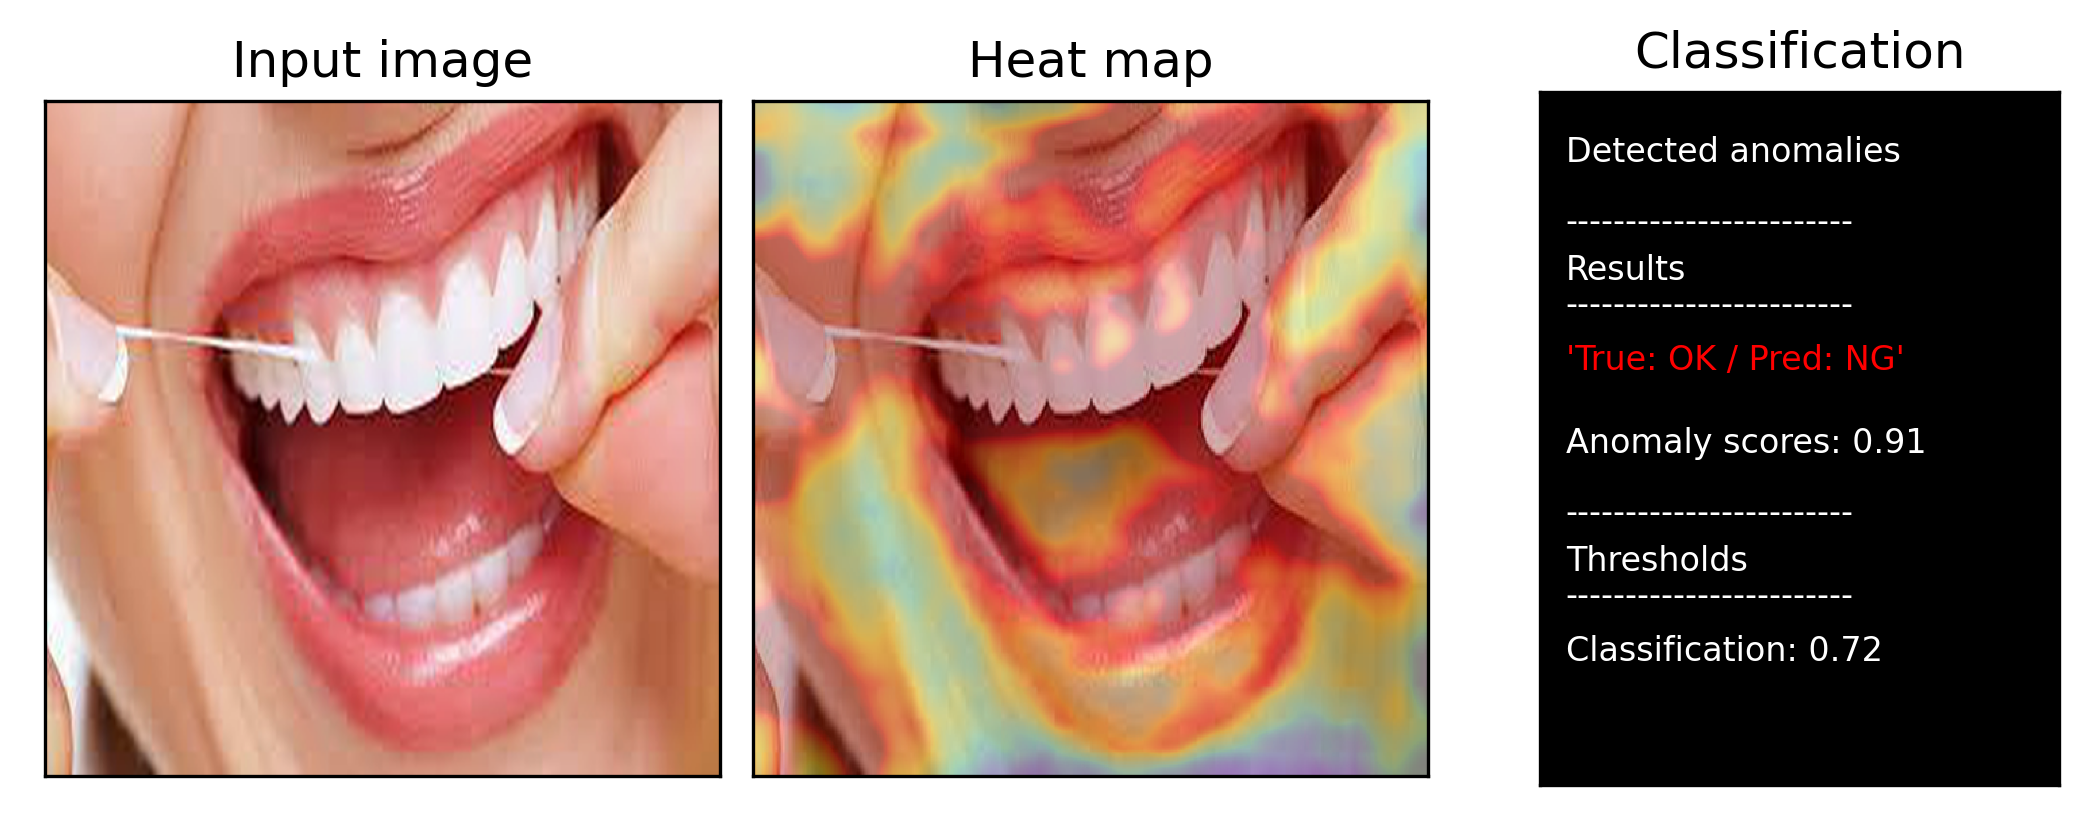 Input image
Heat map
Classification
Detected anomalies
------------------------
Results
------------------------
'True: OK / Pred: NG'
Anomaly scores: 0.91
------------------------
Thresholds
------------------------
Classification: 0.72